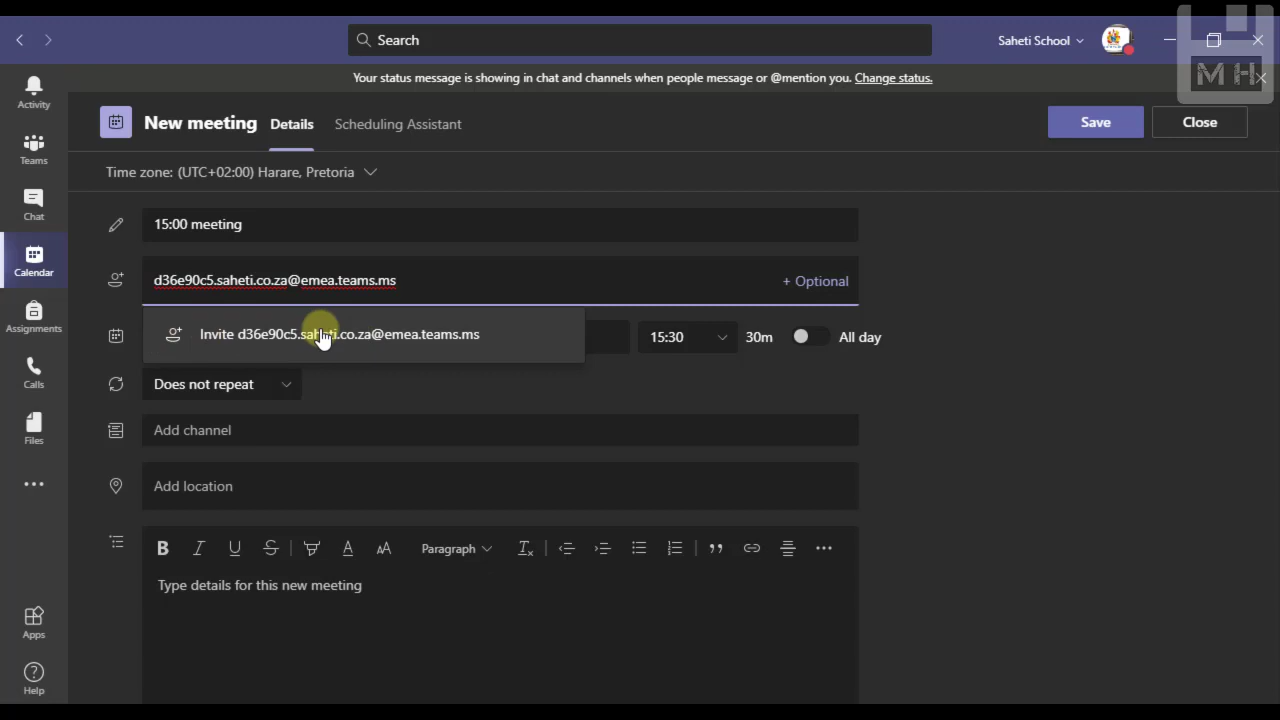 Search
Saheti School
M H
Your status message is showing in chat and channels when people message or @mention you. Change status.
Activity
Teams
Chat
Calendar
Assignments
Calls
Files
Apps
Help
New meeting Details Scheduling Assistant
Save Close
Time zone: (UTC+02:00) Harare, Pretoria
15:00 meeting
d36e90c5.saheti.co.za@emea.teams.ms + Optional
Invite d36e90c5.saheti.co.za@emea.teams.ms
15:30 30m All day
Does not repeat
Add channel
Add location
B I U S A AA Paragraph Tx
Type details for this new meeting